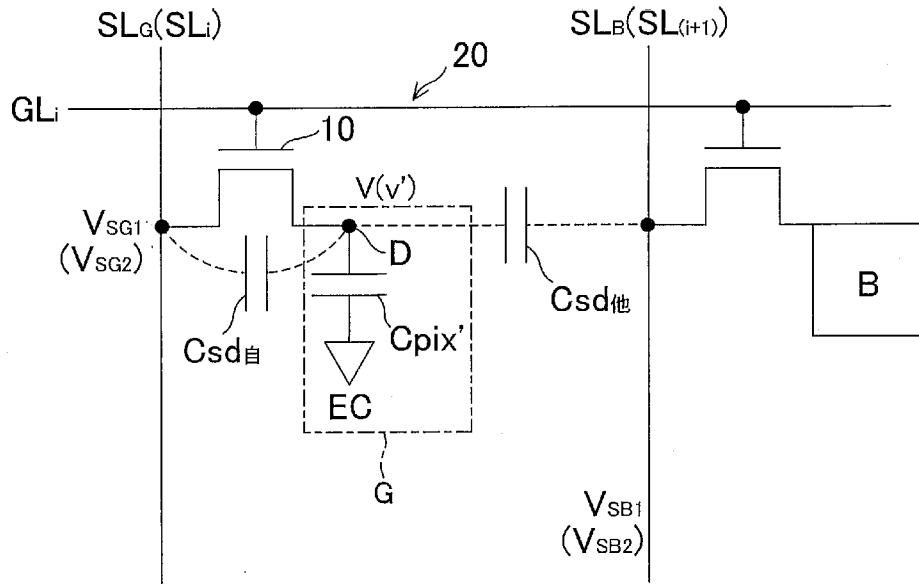 SLG(SLi)
SLB(SL(i+1))
20
GLi
10
V(v')
VSG1
(VSG2)
D
Csd自
Cpix'
Csd他
B
EC
G
VSB1
(VSB2)